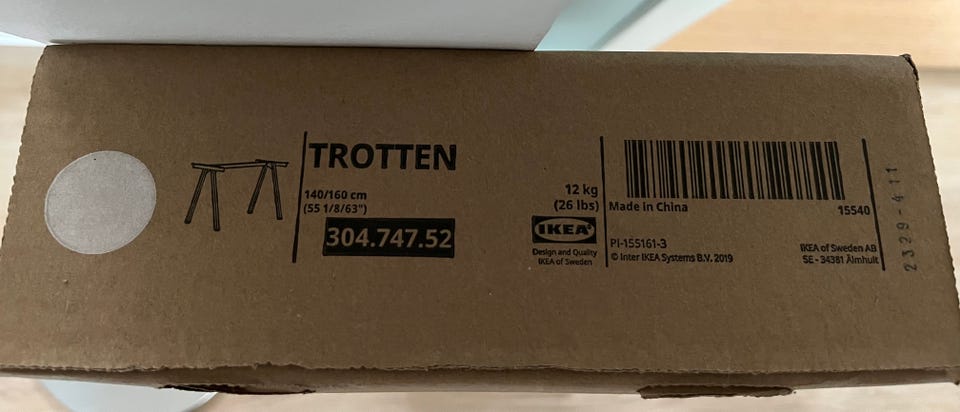 TROTTEN
140/160 cm
(55 1/8/63")
304.747.52
12 kg
(26 lbs)
IKEA®
Design and Quality
IKEA of Sweden
Made in China
15540
PI-155161-3
© Inter IKEA Systems B.V. 2019
IKEA of Sweden AB
SE - 34381 Älmhult
2329-411